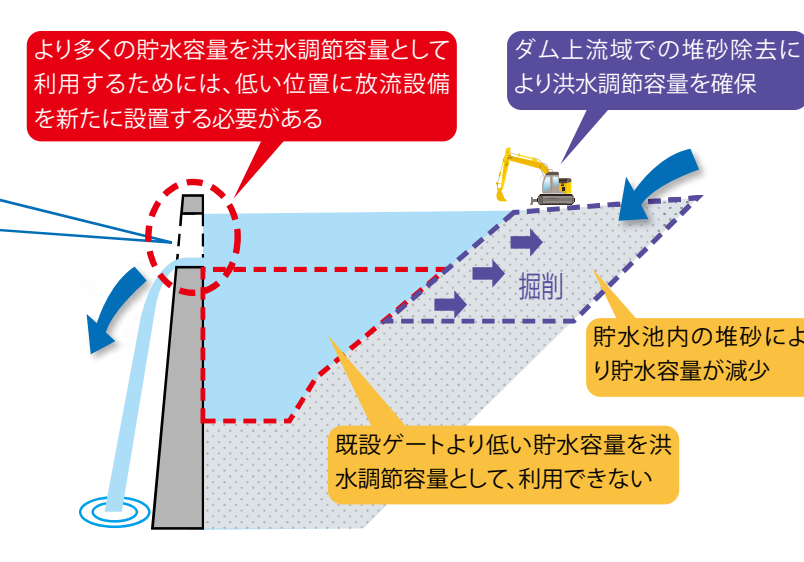 より多くの貯水容量を洪水調節容量として
利用するためには、低い位置に放流設備
を新たに設置する必要がある
ダム上流域での堆砂除去に
より洪水調節容量を確保
掘削
貯水池内の堆砂によ
り貯水容量が減少
既設ゲートより低い貯水容量を洪
水調節容量として、利用できない